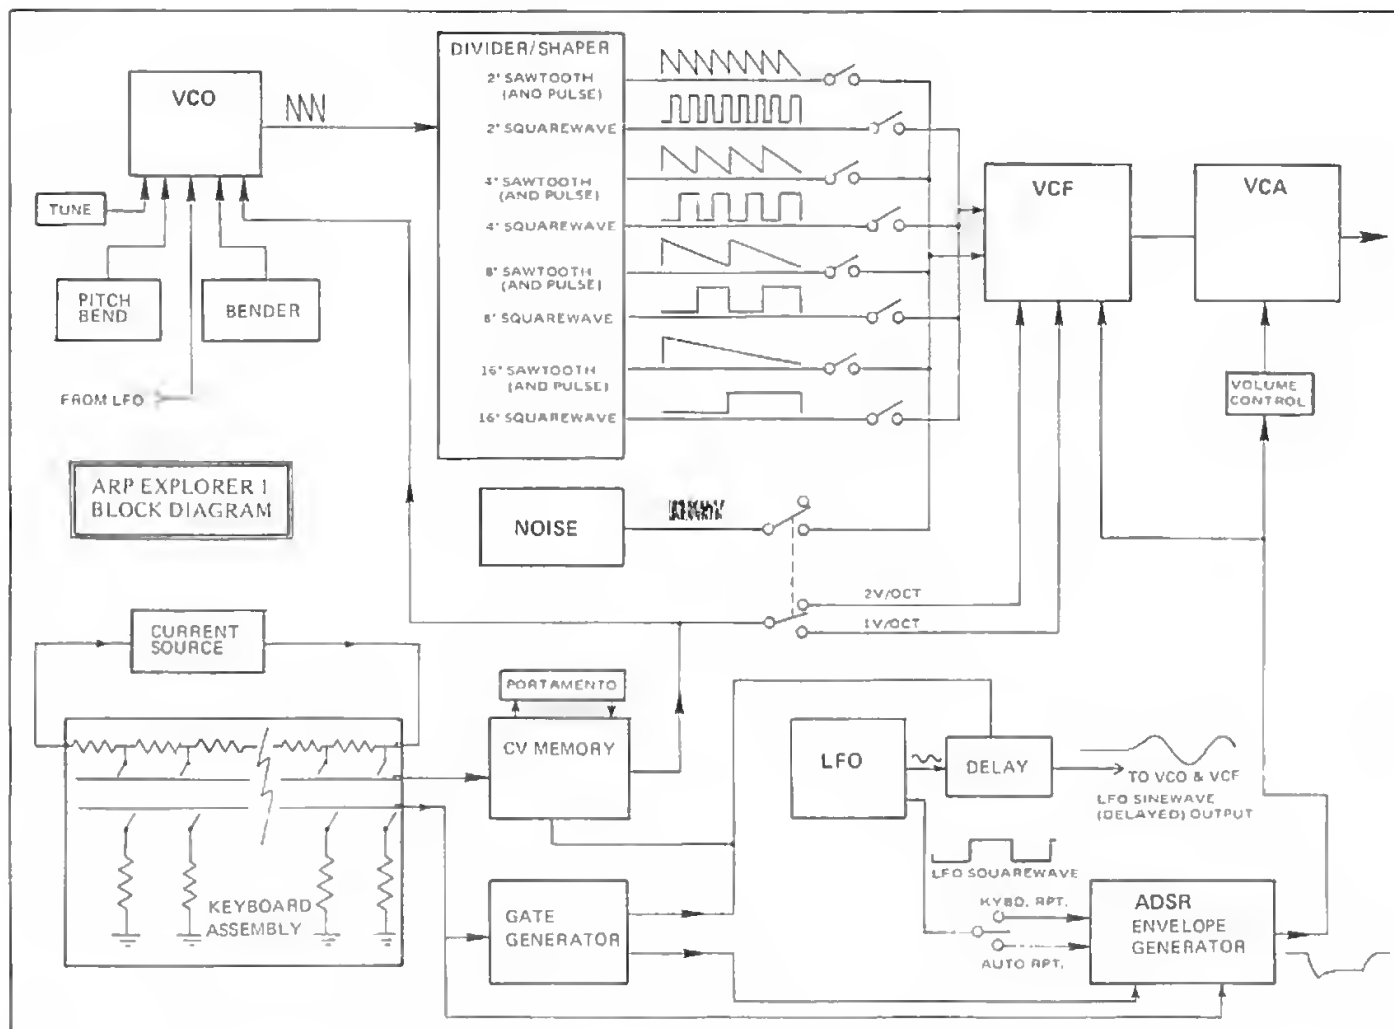 DIVIDER/SHAPER
2' SAWTOOTH
(AND PULSE)
2' SQUAREWAVE
4' SAWTOOTH
(AND PULSE)
4' SQUAREWAVE
8' SAWTOOTH
(AND PULSE)
8' SQUAREWAVE
16' SAWTOOTH
(AND PULSE)
16' SQUAREWAVE
VCO
TUNE
PITCH
BEND
BENDER
FROM LFO
VCF
VCA
VOLUME
CONTROL
ARP EXPLORER I
BLOCK DIAGRAM
NOISE
2V/OCT
1V/OCT
CURRENT
SOURCE
PORTAMENTO
CV MEMORY
LFO
DELAY
TO VCO & VCF
LFO SINEWAVE
(DELAYED) OUTPUT
LFO SQUAREWAVE
KEYBOARD
ASSEMBLY
GATE
GENERATOR
KYBD. RPT.
AUTO RPT.
ADSR
ENVELOPE
GENERATOR